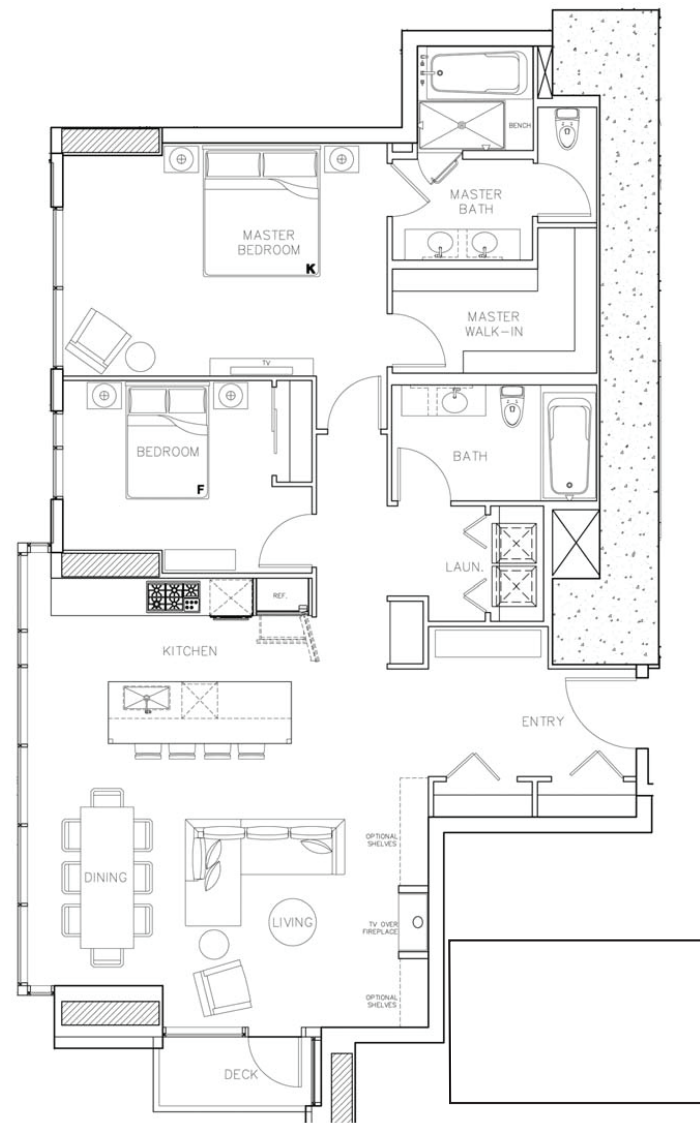 BENCH
MASTER
BATH
MASTER
BEDROOM
K
MASTER
WALK-IN
TV
BEDROOM
F
BATH
LAUN.
REF.
KITCHEN
ENTRY
OPTIONAL
SHELVES
DINING
LIVING
TV OVER
FIREPLACE
OPTIONAL
SHELVES
DECK